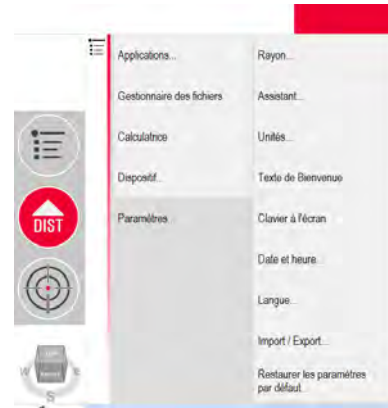 Applications...
Rayon...
Gestionnaire des fichiers
Assistant...
Calculatrice
Unités...
Dispositif...
Texte de Bienvenue
DIST
Paramètres
Clavier à l'écran
Date et heure...
Langue...
Import / Export...
Restaurer les paramètres
par défaut...
W
E
S